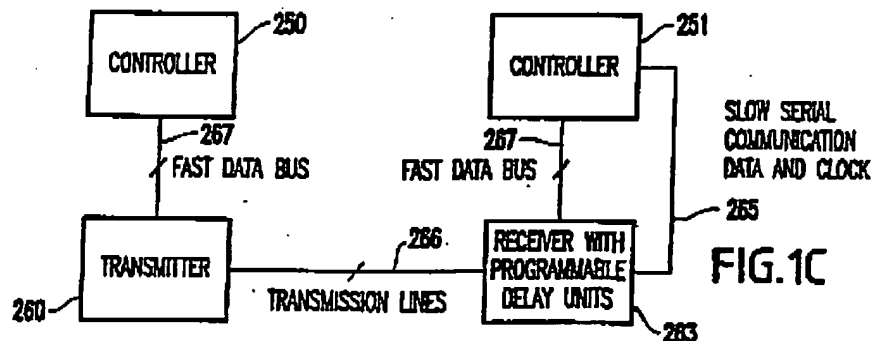 250
CONTROLLER
251
CONTROLLER
267
FAST DATA BUS
267
FAST DATA BUS
SLOW SERIAL
COMMUNICATION
DATA AND CLOCK
265
TRANSMITTER
260
266
TRANSMISSION LINES
RECEIVER WITH
PROGRAMMABLE
DELAY UNITS
263
FIG.1C